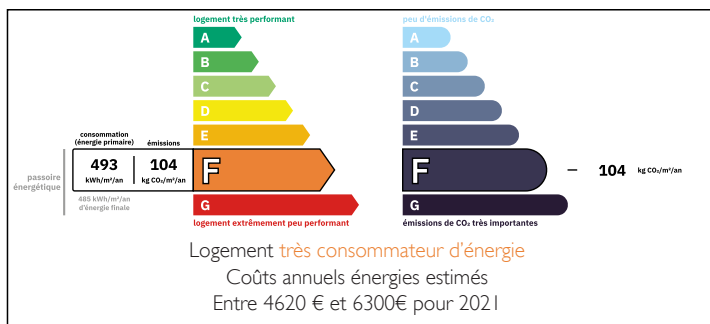 logement très performant
A
B
C
D
E
consommation
(énergie primaire)
émissions
493
kWh/m²/an
104
kg CO₂/m²/an
F
passoire
énergétique
485 kWh/m²/an
d'énergie finale
G
logement extrêmement peu performant
peu d'émissions de CO₂
A
B
C
D
E
F
104 kg CO₂/m²/an
G
émissions de CO₂ très importantes
Logement très consommateur d'énergie
Coûts annuels énergies estimés
Entre 4620 € et 6300€ pour 2021